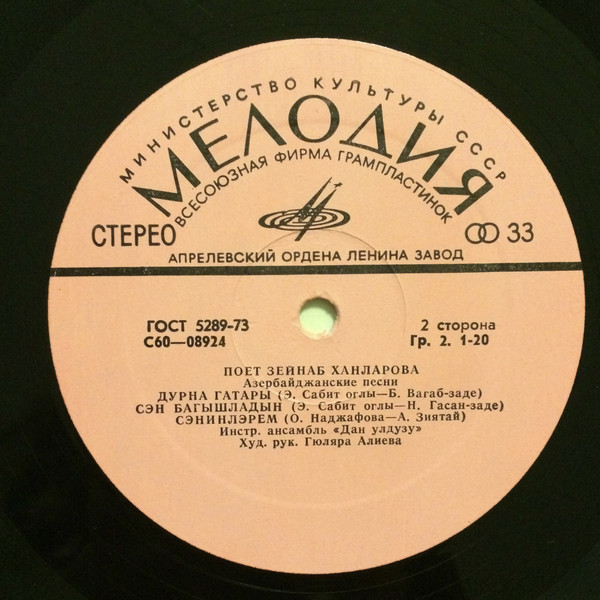 МИНИСТЕРСТВО КУЛЬТУРЫ СССР
МЕЛОДИЯ
ВСЕСОЮЗНАЯ ФИРМА ГРАМПЛАСТИНОК
СТЕРЕО
33
АПРЕЛЕВСКИЙ ОРДЕНА ЛЕНИНА ЗАВОД
ГОСТ 5289-73
2 сторона
С60—08924
Гр. 2. 1-20
ПОЕТ ЗЕЙНАБ ХАНЛАРОВА
Азербайджанские песни
ДУРНА ГАТАРЫ (Э. Сабит оглы—Б. Вагаб-заде)
СЭН БАГЫШЛАДЫН (Э. Сабит оглы—Н. Гасан-заде)
СЭНИНЛЭРЕМ (О. Наджафова—А. Зиятай)
Инстр. ансамбль «Дан улдузу»
Худ. рук. Гюляра Алиева